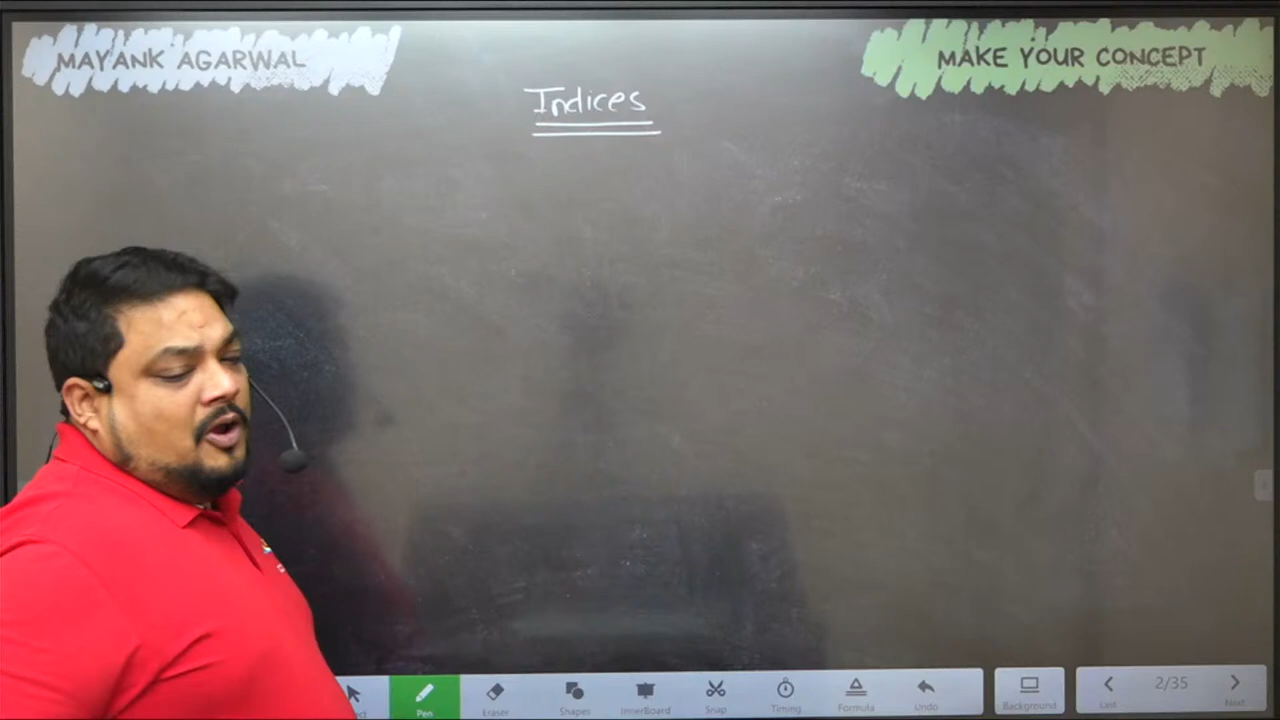 MAYANK AGARWAL
MAKE YOUR CONCEPT
Indices
Pen
Eraser
Shapes
InnerBoard
Snap
Timing
Formula
Undo
Background
Last
2/35
Next